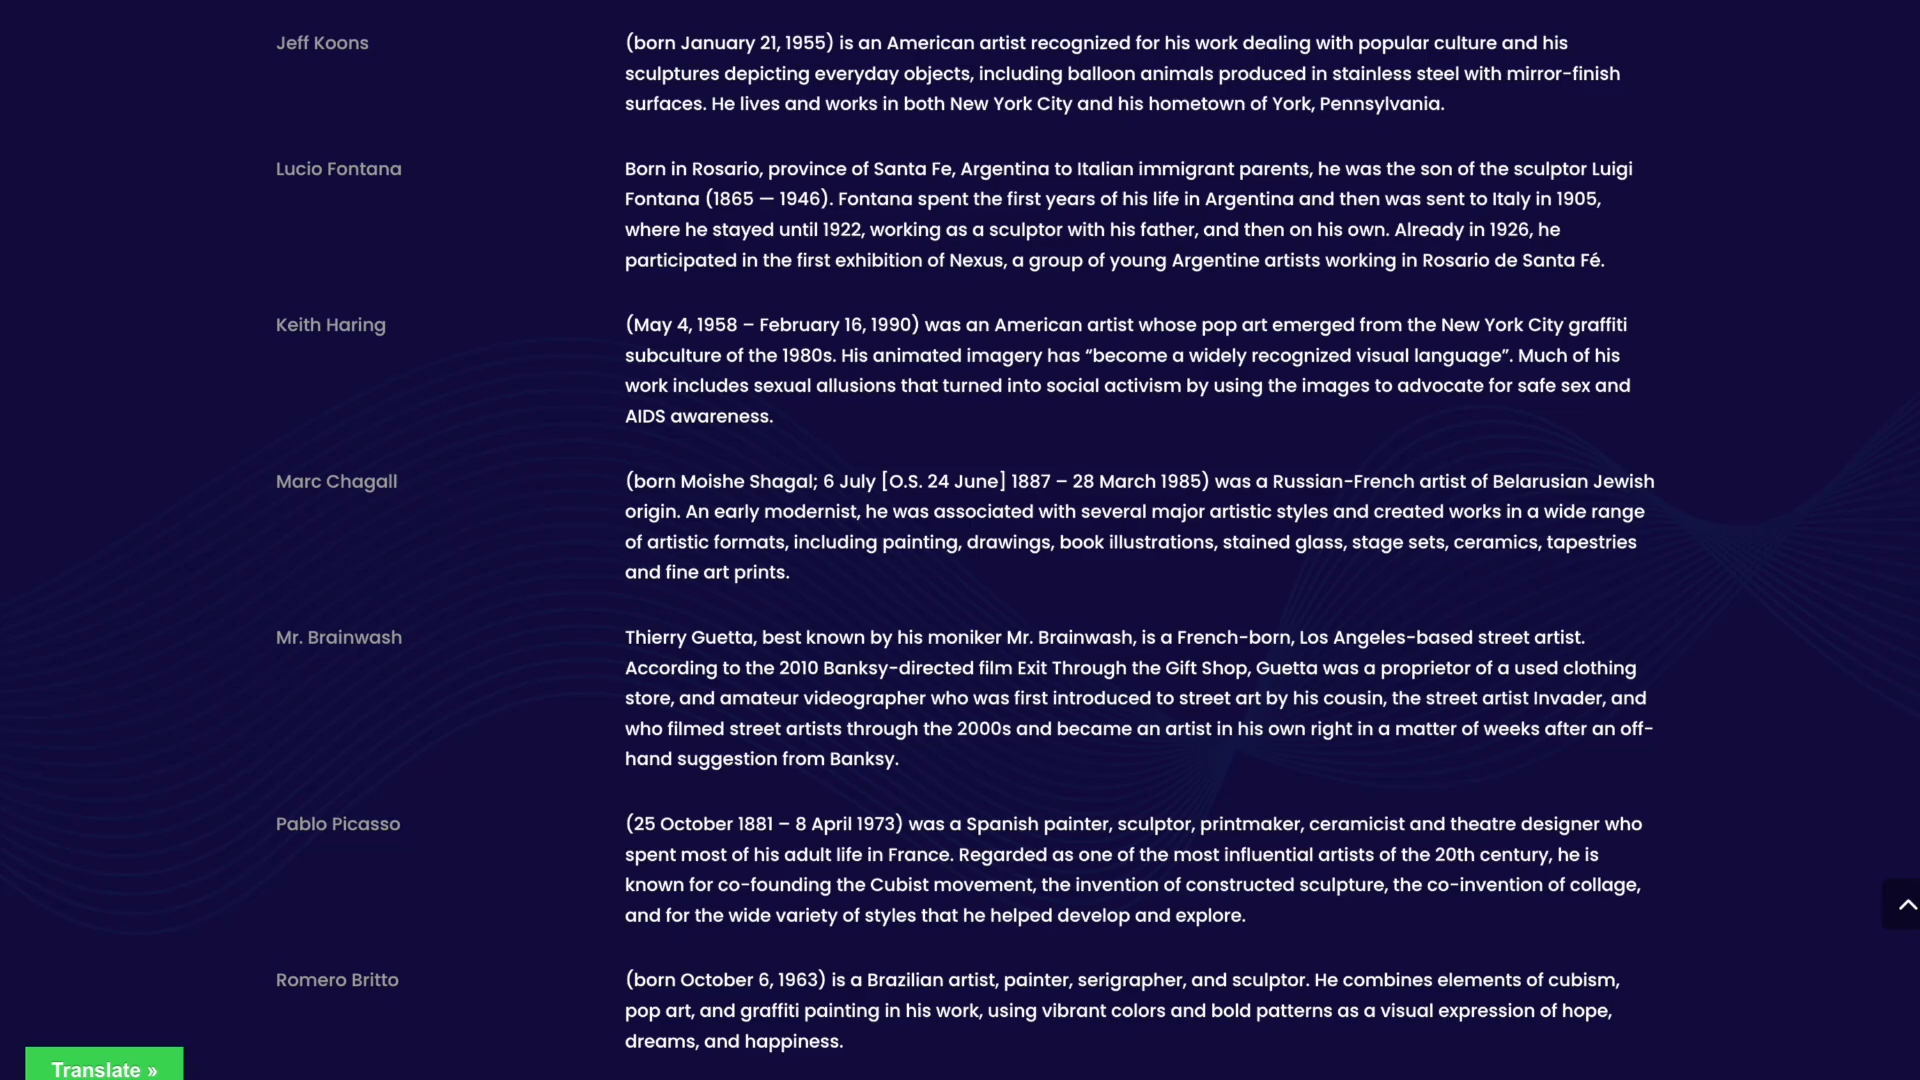 Jeff Koons
(born January 21, 1955) is an American artist recognized for his work dealing with popular culture and his
sculptures depicting everyday objects, including balloon animals produced in stainless steel with mirror-finish
surfaces. He lives and works in both New York City and his hometown of York, Pennsylvania.
Lucio Fontana
Born in Rosario, province of Santa Fe, Argentina to Italian immigrant parents, he was the son of the sculptor Luigi
Fontana (1865 — 1946). Fontana spent the first years of his life in Argentina and then was sent to Italy in 1905,
where he stayed until 1922, working as a sculptor with his father, and then on his own. Already in 1926, he
participated in the first exhibition of Nexus, a group of young Argentine artists working in Rosario de Santa Fé.
Keith Haring
(May 4, 1958 – February 16, 1990) was an American artist whose pop art emerged from the New York City graffiti
subculture of the 1980s. His animated imagery has “become a widely recognized visual language”. Much of his
work includes sexual allusions that turned into social activism by using the images to advocate for safe sex and
AIDS awareness.
Marc Chagall
(born Moishe Shagal; 6 July [O.S. 24 June] 1887 – 28 March 1985) was a Russian-French artist of Belarusian Jewish
origin. An early modernist, he was associated with several major artistic styles and created works in a wide range
of artistic formats, including painting, drawings, book illustrations, stained glass, stage sets, ceramics, tapestries
and fine art prints.
Mr. Brainwash
Thierry Guetta, best known by his moniker Mr. Brainwash, is a French-born, Los Angeles-based street artist.
According to the 2010 Banksy-directed film Exit Through the Gift Shop, Guetta was a proprietor of a used clothing
store, and amateur videographer who was first introduced to street art by his cousin, the street artist Invader, and
who filmed street artists through the 2000s and became an artist in his own right in a matter of weeks after an off-
hand suggestion from Banksy.
Pablo Picasso
(25 October 1881 – 8 April 1973) was a Spanish painter, sculptor, printmaker, ceramicist and theatre designer who
spent most of his adult life in France. Regarded as one of the most influential artists of the 20th century, he is
known for co-founding the Cubist movement, the invention of constructed sculpture, the co-invention of collage,
and for the wide variety of styles that he helped develop and explore.
Romero Britto
(born October 6, 1963) is a Brazilian artist, painter, serigrapher, and sculptor. He combines elements of cubism,
pop art, and graffiti painting in his work, using vibrant colors and bold patterns as a visual expression of hope,
dreams, and happiness.
Translate »